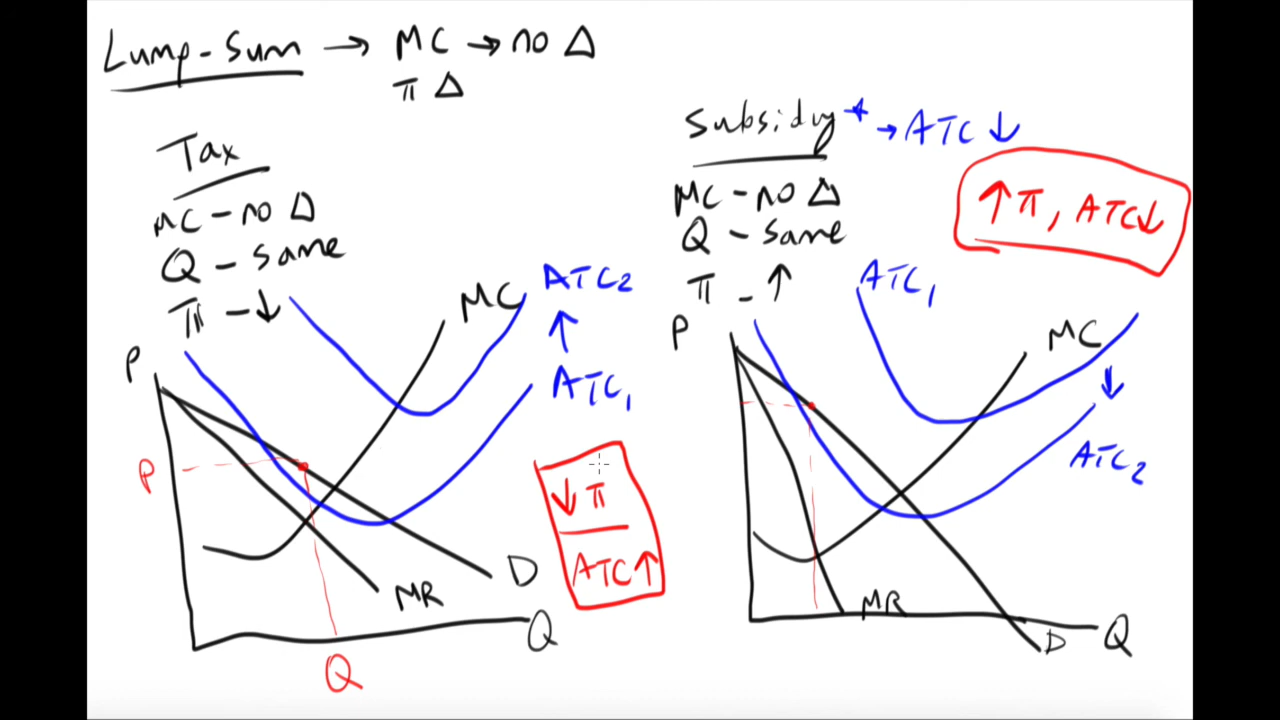 Lump-Sum → MC → no Δ
π Δ
Tax
MC - no Δ
Q - Same
π - ↓
P
MC
ATC2
↑
ATC1
P
↓ π
ATC ↑
D
MR
Q
Q
Subsidy * → ATC ↓
MC - no Δ
Q - Same
π - ↑
↑ π, ATC↓
P
ATC1
MC
↓
ATC2
MR
D
Q